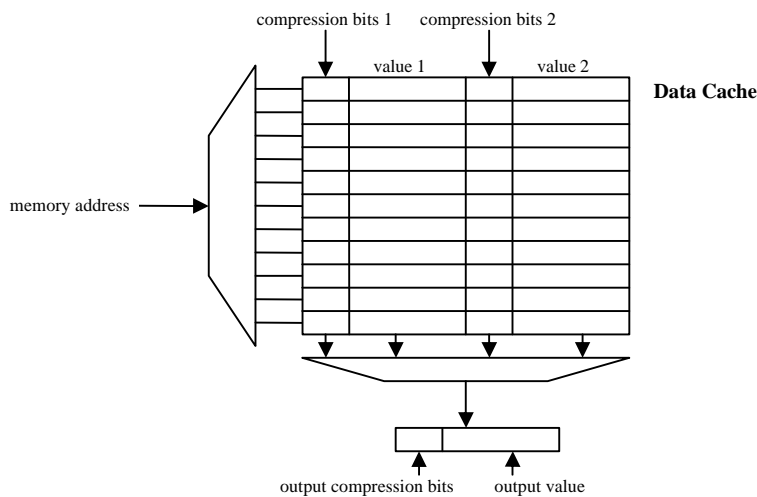 compression bits 1
compression bits 2
value 1
value 2
Data Cache
memory address
output compression bits
output value